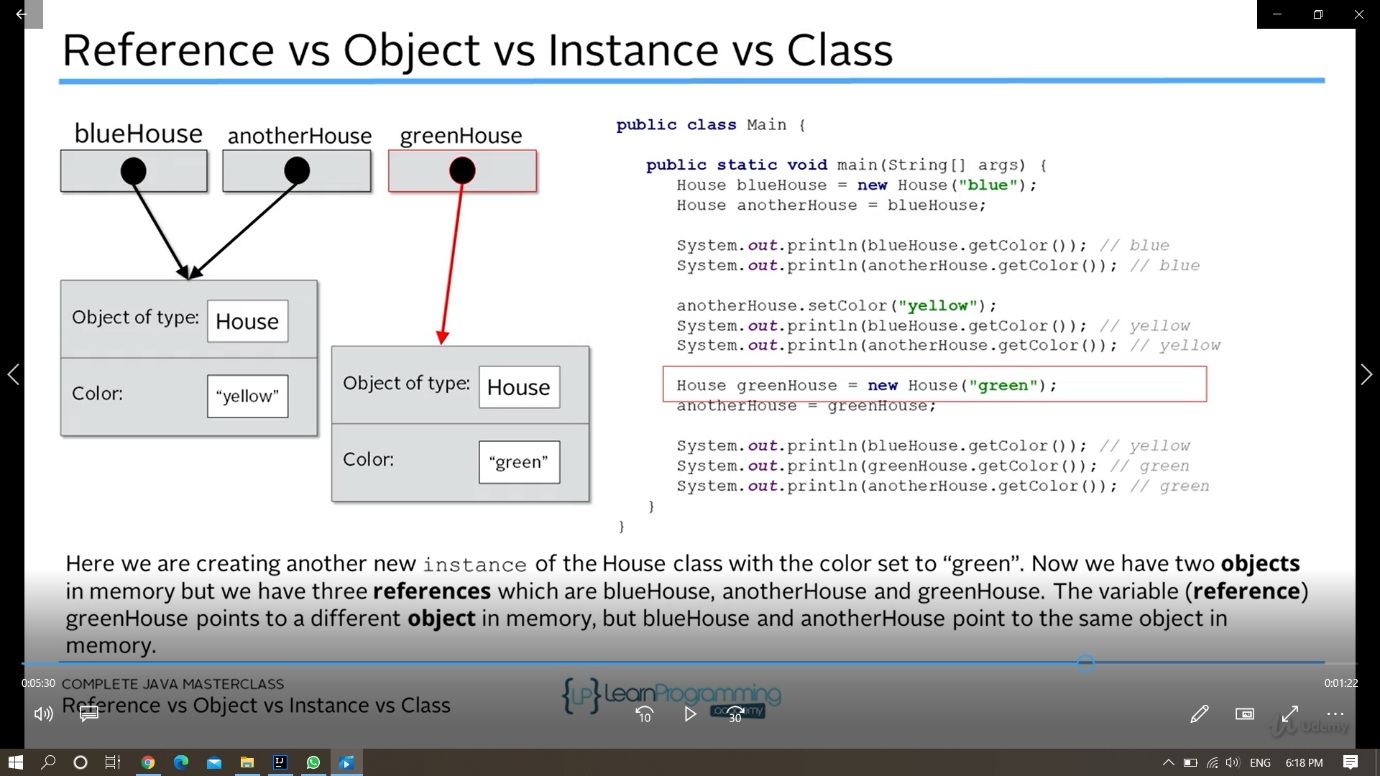 Reference vs Object vs Instance vs Class
blueHouse
anotherHouse
greenHouse
Object of type: House
Color: “yellow”
Object of type: House
Color: “green”
public class Main {
public static void main(String[] args) {
House blueHouse = new House("blue");
House anotherHouse = blueHouse;
System.out.println(blueHouse.getColor()); // blue
System.out.println(anotherHouse.getColor()); // blue
anotherHouse.setColor("yellow");
System.out.println(blueHouse.getColor()); // yellow
System.out.println(anotherHouse.getColor()); // yellow
House greenHouse = new House("green");
anotherHouse = greenHouse;
System.out.println(blueHouse.getColor()); // yellow
System.out.println(greenHouse.getColor()); // green
System.out.println(anotherHouse.getColor()); // green
}
}
Here we are creating another new instance of the House class with the color set to “green”. Now we have two objects
in memory but we have three references which are blueHouse, anotherHouse and greenHouse. The variable (reference)
greenHouse points to a different object in memory, but blueHouse and anotherHouse point to the same object in
memory.
0:05:30
0:01:22
COMPLETE JAVA MASTERCLASS
Reference vs Object vs Instance vs Class
{LP} LearnProgramming
academy
10
30
Udemy
ENG
6:18 PM